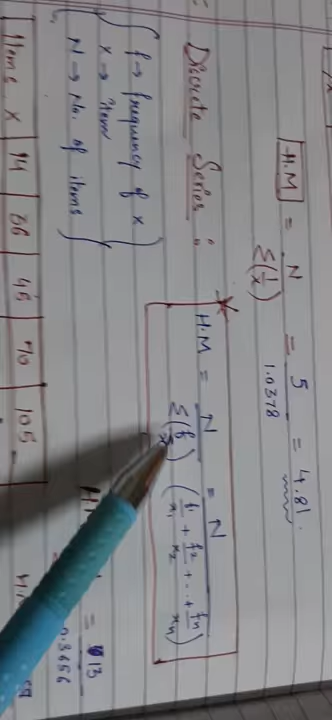 H.M = N / Σ(1/x) = 5 / 1.0378 = 4.81
Discrete Series :
H.M = N / Σ(f/x) = N / (f1/x1 + f2/x2 + .. + fn/xn)
f → frequency of x
x → item
N → No. of items
Items x 14 36 45 70 105
= 13